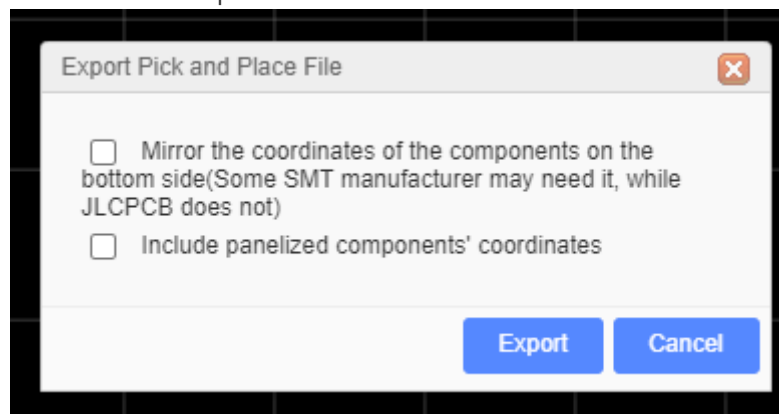 Export Pick and Place File
Mirror the coordinates of the components on the
bottom side(Some SMT manufacturer may need it, while
JLCPCB does not)
Include panelized components' coordinates
Export Cancel